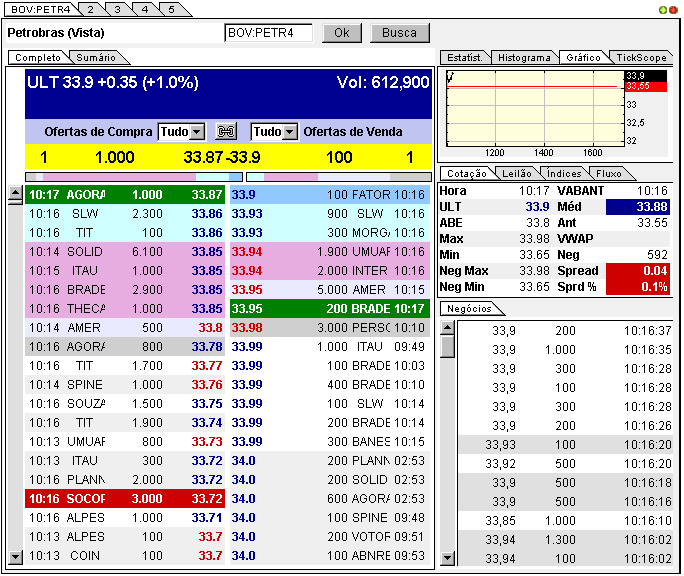 BOV:PETR4 2 3 4 5
Petrobras (Vista) BOV:PETR4 Ok Busca
Completo Sumário
ULT 33.9 +0.35 (+1.0%) Vol: 612,900
Ofertas de Compra Tudo Tudo Ofertas de Venda
1 1.000 33.87-33.9 100 1
10:17 AGORA 1.000 33.87 33.9 100 FATOR 10:16
10:16 SLW 2.300 33.86 33.93 900 SLW 10:16
10:16 TIT 100 33.86 33.93 300 MORGA 10:16
10:14 SOLID 6.100 33.85 33.94 1.900 UMUAR 10:16
10:15 ITAU 1.000 33.85 33.94 2.000 INTER 10:16
10:16 BRADE 2.900 33.85 33.95 5.000 AMER 10:15
10:16 THECA 1.000 33.85 33.95 200 BRADE 10:17
10:14 AMER 500 33.8 33.98 3.000 PERSO 10:10
10:16 AGORA 800 33.78 33.99 1.000 ITAU 09:49
10:16 TIT 1.700 33.77 33.99 100 BRADE 10:03
10:14 SPINE 1.000 33.76 33.99 400 BRADE 10:10
10:16 SOUZA 1.500 33.75 33.99 100 SLW 10:14
10:16 TIT 1.900 33.74 33.99 200 BRADE 10:14
10:13 UMUAR 800 33.73 33.99 300 BANES 10:15
10:13 ITAU 300 33.72 34.0 200 PLANN 02:53
10:16 PLANN 2.000 33.72 34.0 200 SOLID 02:53
10:16 SOCOF 3.000 33.72 34.0 600 AGORA 02:53
10:16 ALPES 1.000 33.71 34.0 100 SPINE 09:48
10:13 ALPES 100 33.7 34.0 200 VOTOR 09:51
10:13 COIN 100 33.7 34.0 100 ABNRE 09:53
Estatist. Histograma Gráfico TickScope
33,9
33,55
33
32,5
32
1200 1400 1600
Cotação Leilão Índices Fluxo
Hora 10:17 VABANT 10:16
ULT 33.9 Méd 33.88
ABE 33.8 Ant 33.55
Max 33.98 VWAP
Min 33.65 Neg 592
Neg Max 33.98 Spread 0.04
Neg Min 33.65 Sprd % 0.1%
Negócios
33,9 200 10:16:37
33,9 1.000 10:16:35
33,9 300 10:16:28
33,9 100 10:16:28
33,9 300 10:16:28
33,9 200 10:16:26
33,93 100 10:16:20
33,92 500 10:16:20
33,9 500 10:16:18
33,9 500 10:16:16
33,85 1.000 10:16:10
33,94 1.300 10:16:02
33,94 100 10:16:02